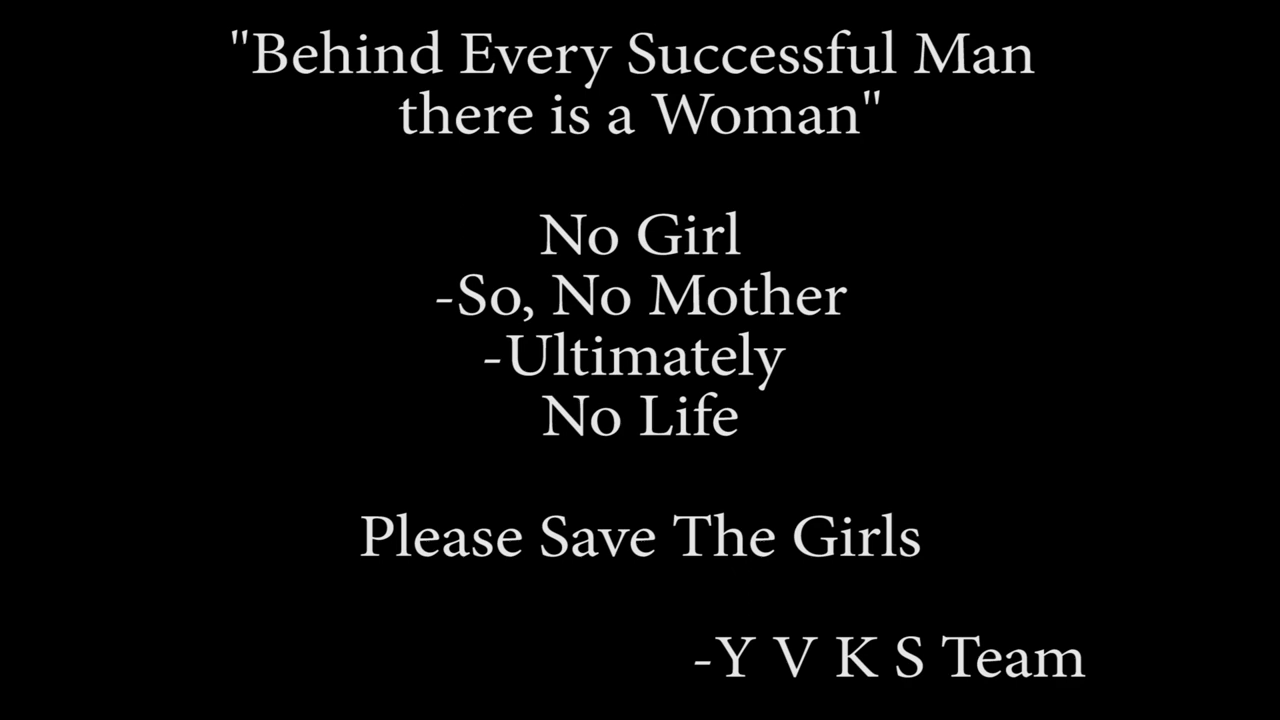 "Behind Every Successful Man
there is a Woman"
No Girl
-So, No Mother
-Ultimately
No Life
Please Save The Girls
-Y V K S Team